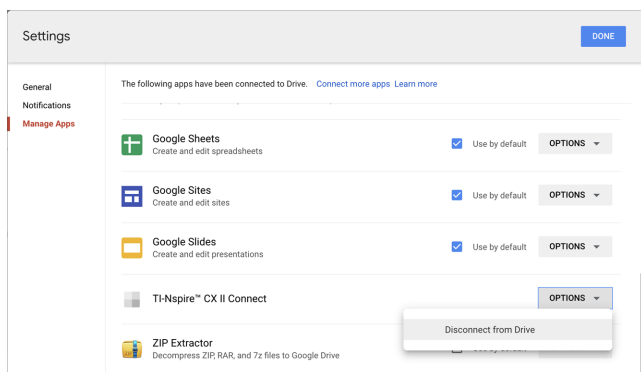 Settings
DONE
General
Notifications
Manage Apps
The following apps have been connected to Drive. Connect more apps Learn more
Google Sheets
Create and edit spreadsheets
Use by default
OPTIONS
Google Sites
Create and edit sites
Use by default
OPTIONS
Google Slides
Create and edit presentations
Use by default
OPTIONS
TI-Nspire™ CX II Connect
OPTIONS
Disconnect from Drive
ZIP Extractor
Decompress ZIP, RAR, and 7z files to Google Drive